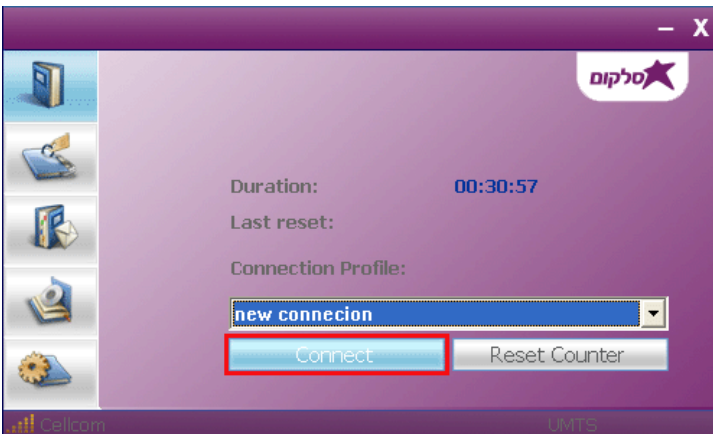 – X
סלקום
Duration: 00:30:57
Last reset:
Connection Profile:
new connecion
Connect Reset Counter
Cellcom UMTS